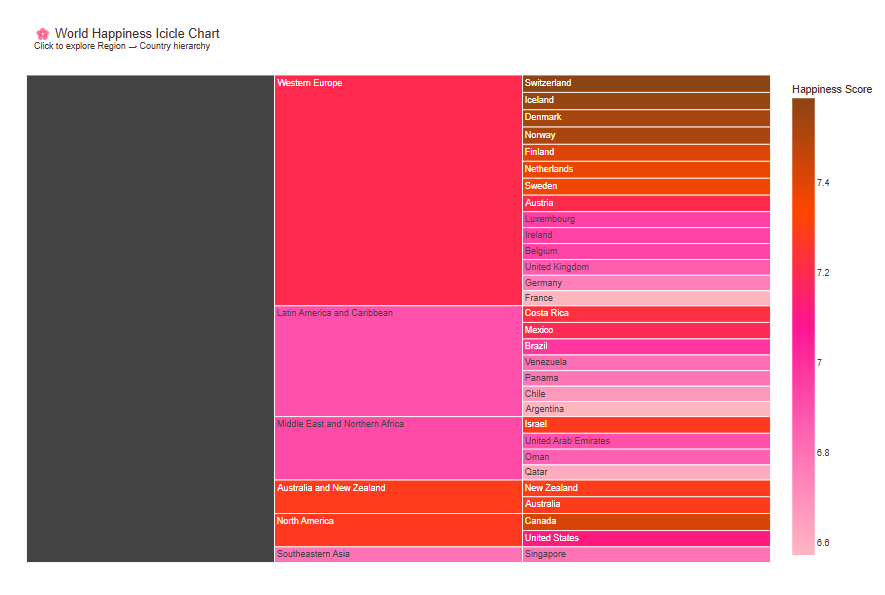 🌸 World Happiness Icicle Chart
Click to explore Region → Country hierarchy
Happiness Score
Western Europe
Switzerland
Iceland
Denmark
Norway
Finland
Netherlands
Sweden
Austria
Luxembourg
Ireland
Belgium
United Kingdom
Germany
France
Latin America and Caribbean
Costa Rica
Mexico
Brazil
Venezuela
Panama
Chile
Argentina
Middle East and Northern Africa
Israel
United Arab Emirates
Oman
Qatar
Australia and New Zealand
New Zealand
Australia
North America
Canada
United States
Southeastern Asia
Singapore
7.4
7.2
7
6.8
6.6